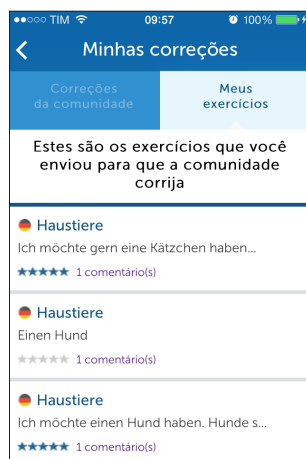 TIM 09:57 100%
Minhas correções
Correções
da comunidade
Meus
exercícios
Estes são os exercícios que você
enviou para que a comunidade
corrija
Haustiere
Ich möchte gern eine Kätzchen haben...
1 comentário(s)
Haustiere
Einen Hund
1 comentário(s)
Haustiere
Ich möchte einen Hund haben. Hunde s...
1 comentário(s)